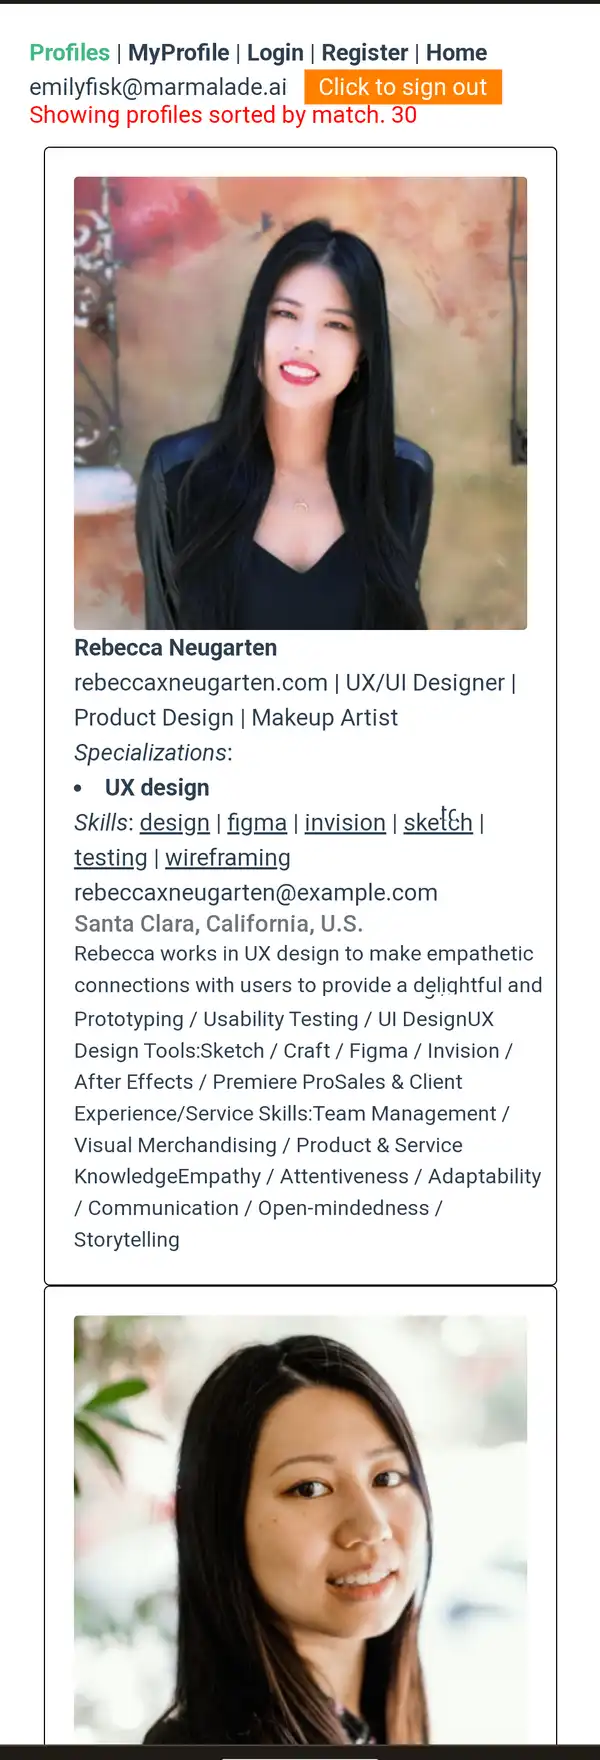 Profiles | MyProfile | Login | Register | Home
emilyfisk@marmalade.ai Click to sign out
Showing profiles sorted by match. 30
Rebecca Neugarten
rebeccaxneugarten.com | UX/UI Designer |
Product Design | Makeup Artist
Specializations:
• UX design
Skills: design | figma | invision | sketch |
testing | wireframing
rebeccaxneugarten@example.com
Santa Clara, California, U.S.
Rebecca works in UX design to make empathetic
connections with users to provide a delightful and
Prototyping / Usability Testing / UI DesignUX
Design Tools:Sketch / Craft / Figma / Invision /
After Effects / Premiere ProSales & Client
Experience/Service Skills:Team Management /
Visual Merchandising / Product & Service
KnowledgeEmpathy / Attentiveness / Adaptability
/ Communication / Open-mindedness /
Storytelling